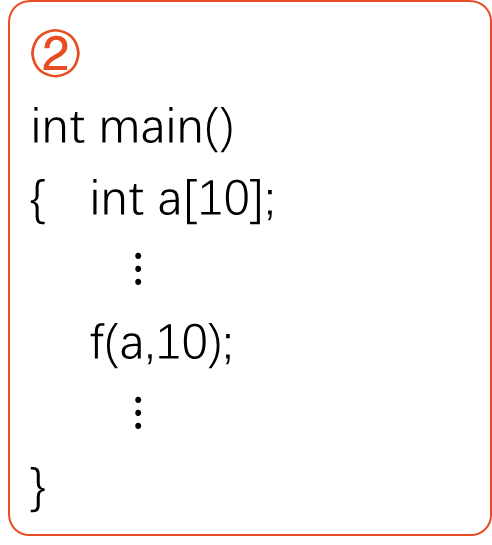 ②
int main()
{ int a[10];
⋮
f(a,10);
⋮
}